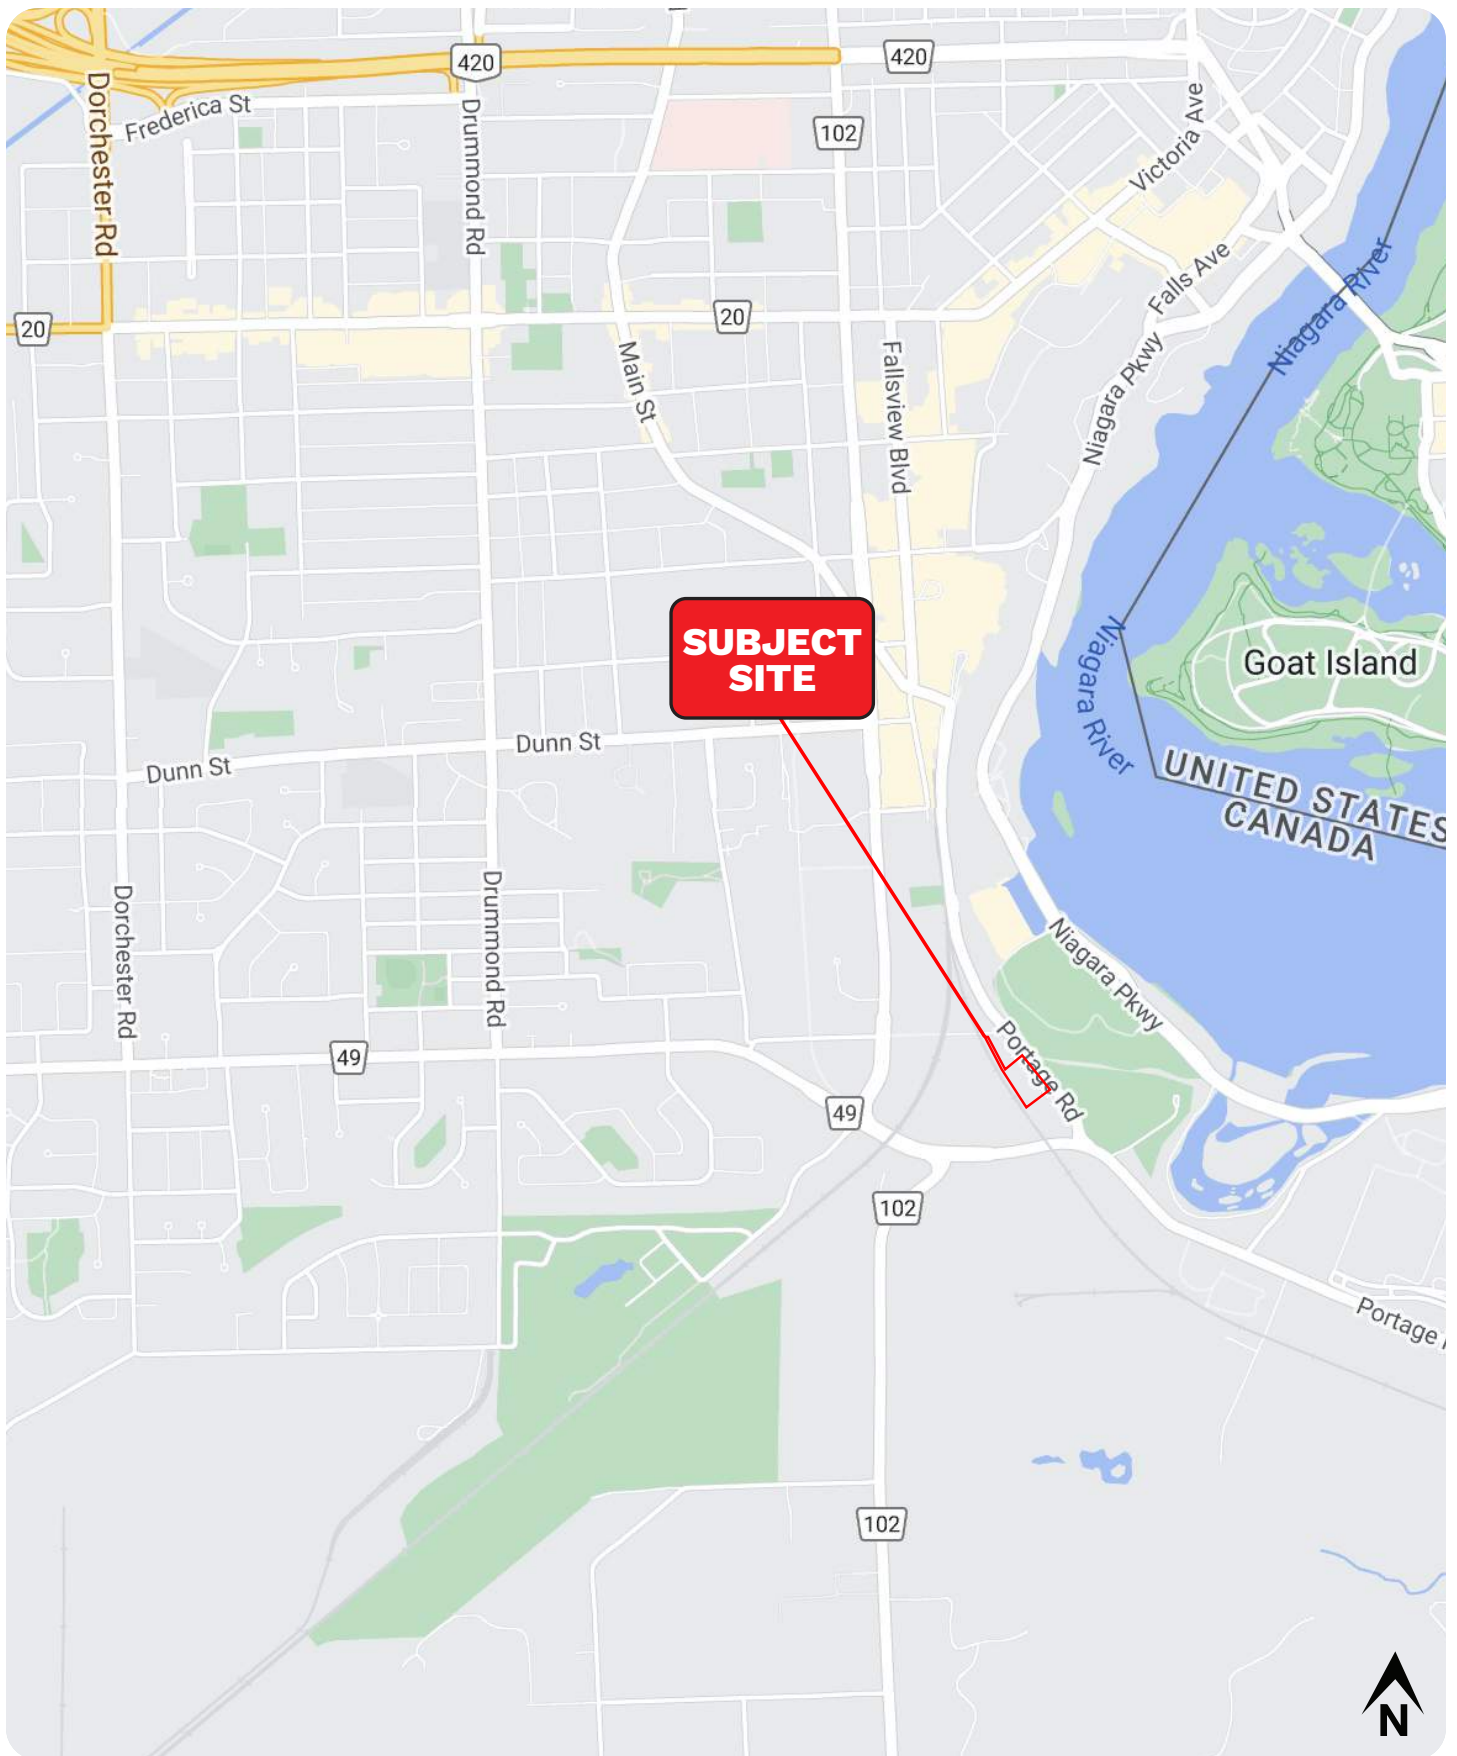 420
420
Dorchester Rd
Frederica St
Drummond Rd
102
Victoria Ave
Falls Ave
Niagara River
20
20
Main St
Fallsview Blvd
Niagara Pkwy
SUBJECT
SITE
Goat Island
Niagara River
Dunn St
Dunn St
UNITED STATES
CANADA
Dorchester Rd
Drummond Rd
Niagara Pkwy
Portage Rd
49
49
102
Portage
102
N